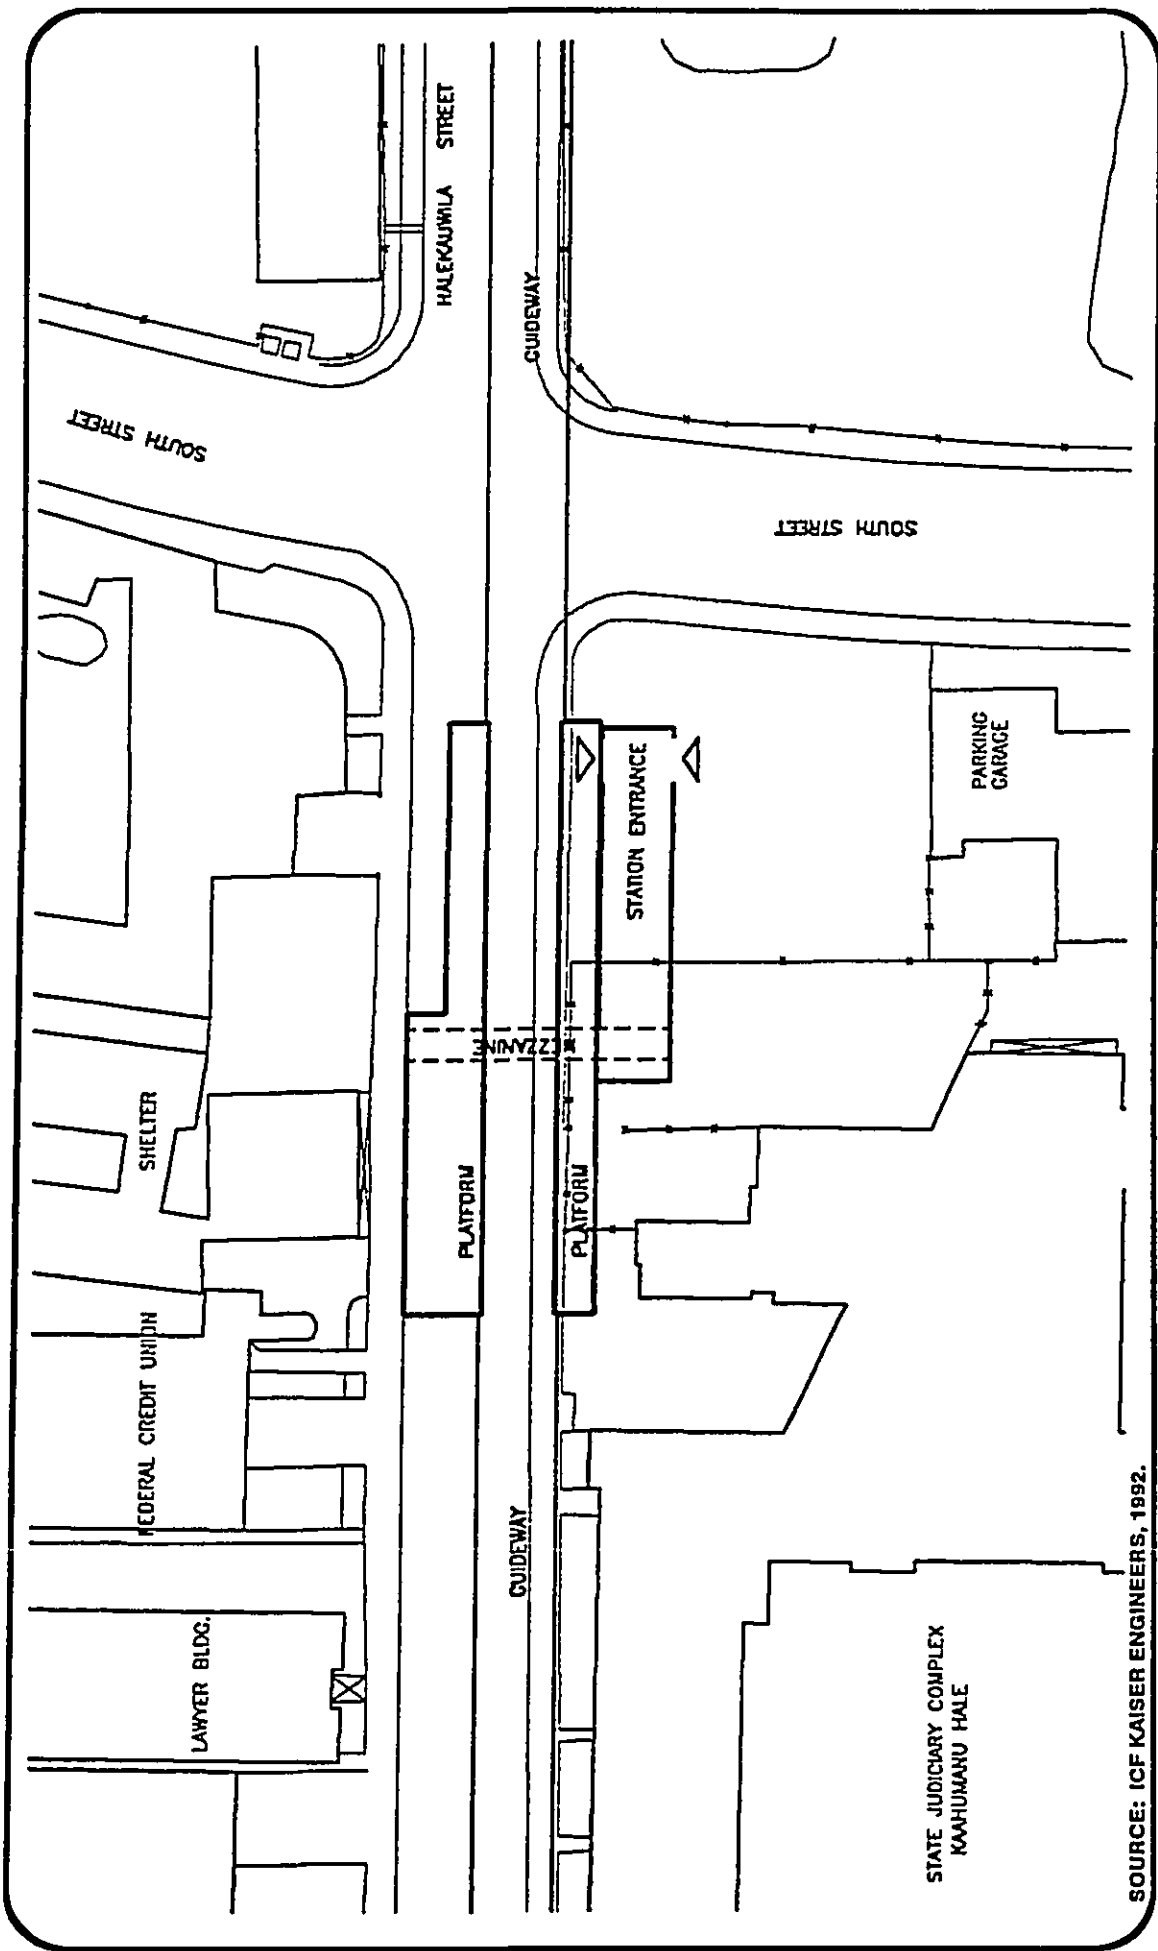 LAWYER BLDG.
FEDERAL CREDIT UNION
SHELTER
SOUTH STREET
HALEKAUWILA STREET
GUIDEWAY
PLATFORM
PLATFORM
STATION ENTRANCE
GUIDEWAY
SOUTH STREET
PARKING
GARAGE
STATE JUDICIARY COMPLEX
KAAHUMANU HALE
SOURCE: ICF KAISER ENGINEERS, 1992.